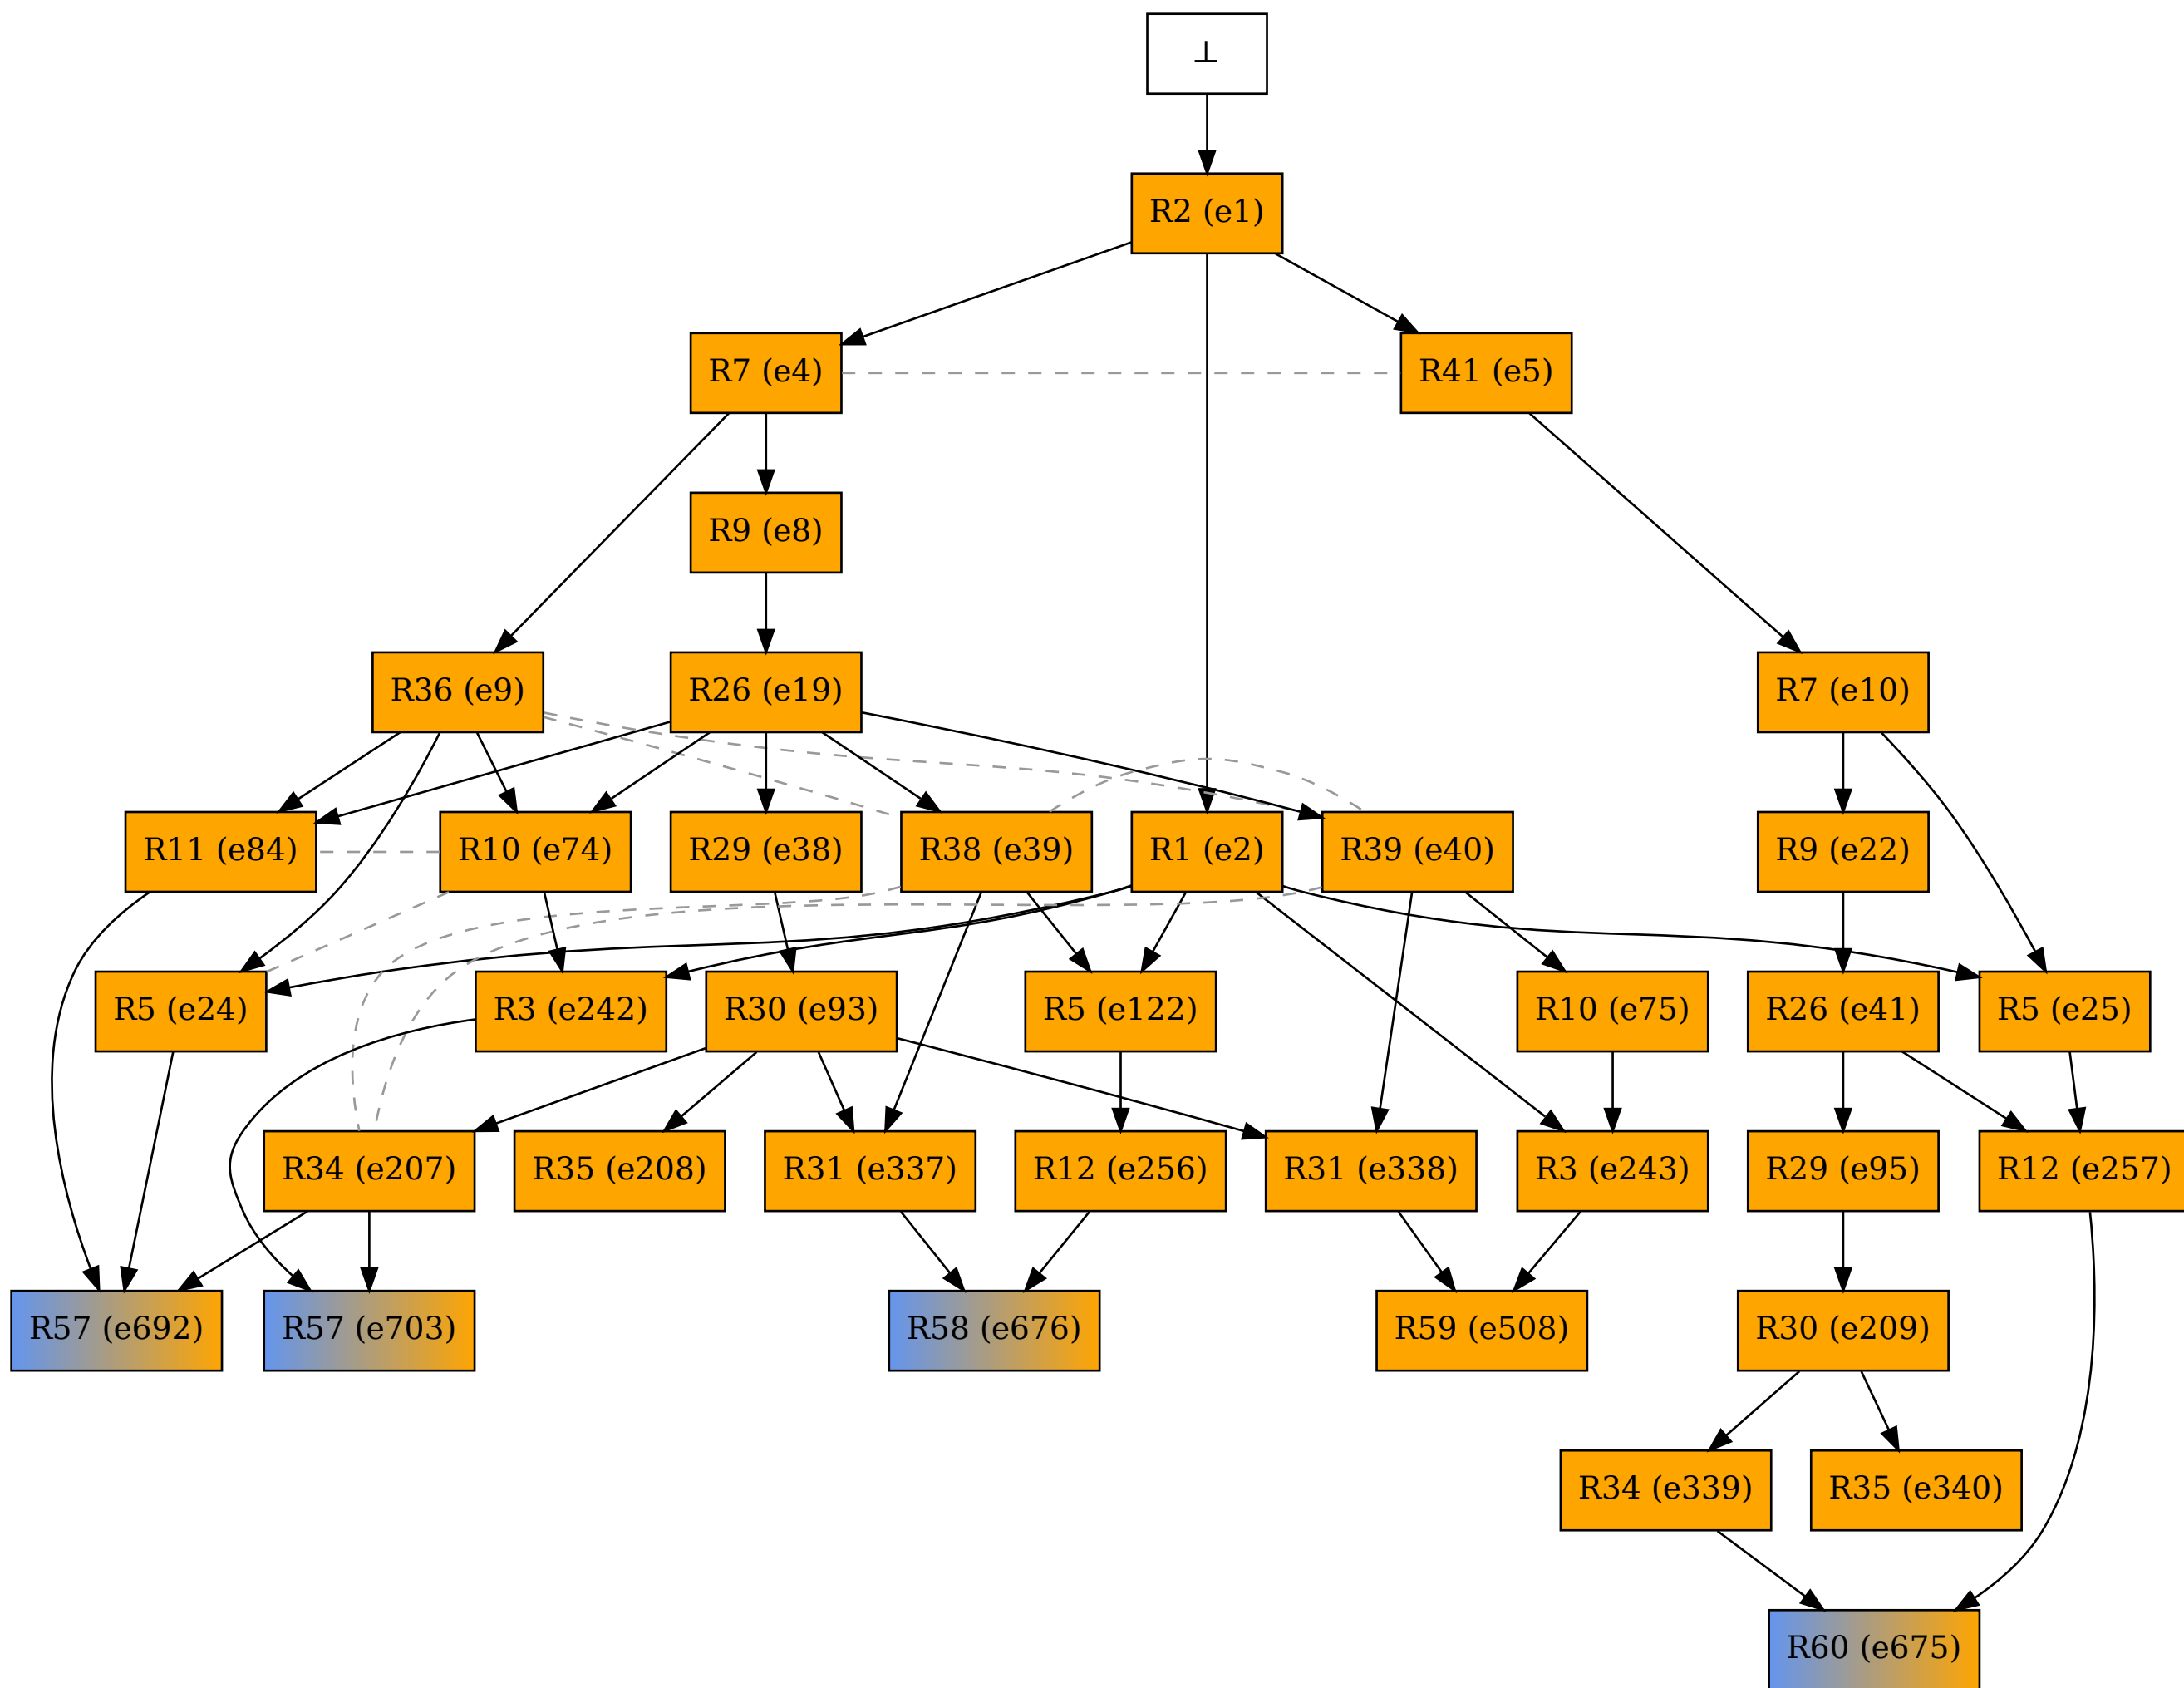 ⊥
R2 (e1)
R7 (e4)
R41 (e5)
R9 (e8)
R36 (e9)
R26 (e19)
R7 (e10)
R11 (e84)
R10 (e74)
R29 (e38)
R38 (e39)
R1 (e2)
R39 (e40)
R9 (e22)
R5 (e24)
R3 (e242)
R30 (e93)
R5 (e122)
R10 (e75)
R26 (e41)
R5 (e25)
R34 (e207)
R35 (e208)
R31 (e337)
R12 (e256)
R31 (e338)
R3 (e243)
R29 (e95)
R12 (e257)
R57 (e692)
R57 (e703)
R58 (e676)
R59 (e508)
R30 (e209)
R34 (e339)
R35 (e340)
R60 (e675)